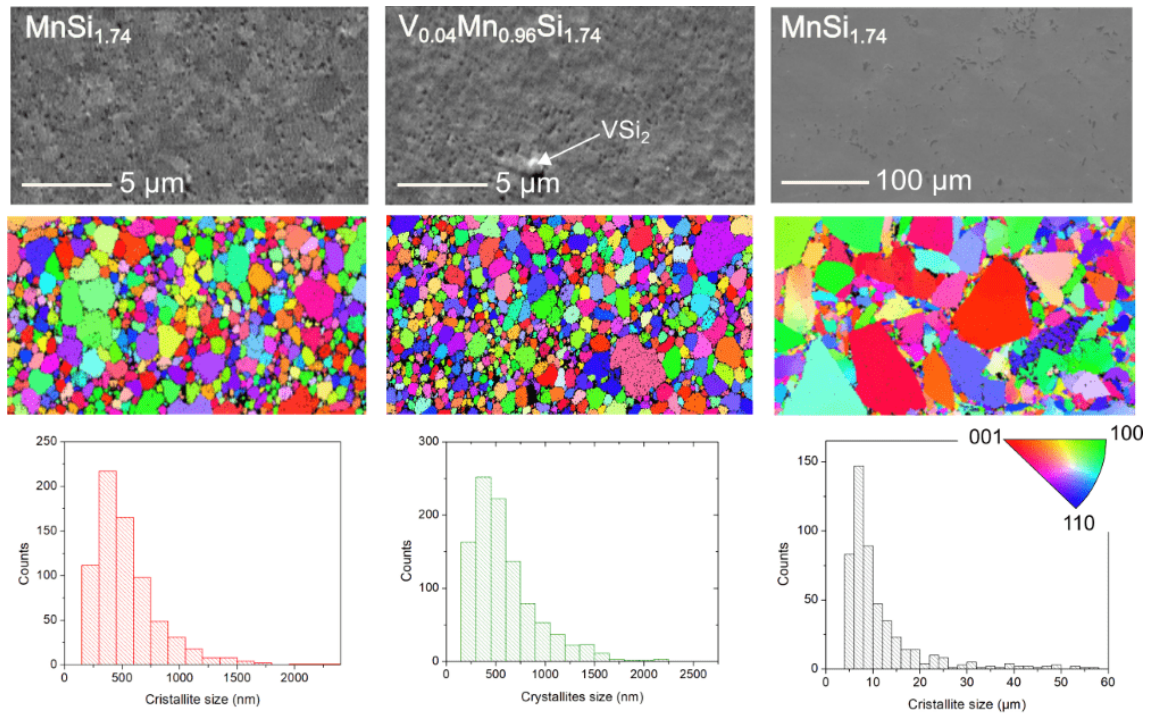 MnSi₁.₇₄
V₀.₀₄Mn₀.₉₆Si₁.₇₄
MnSi₁.₇₄
VSi₂
5 µm
5 µm
100 µm
250
200
150
100
50
0
Counts
0 500 1000 1500 2000
Cristallite size (nm)
300
200
100
0
Counts
0 500 1000 1500 2000 2500
Crystallites size (nm)
001
100
110
150
100
50
0
Counts
0 10 20 30 40 50 60
Cristallite size (µm)